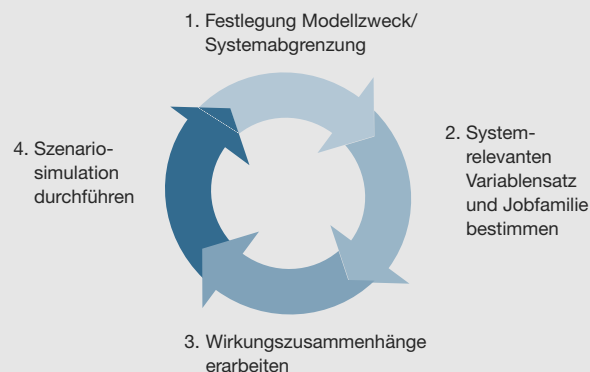 1. Festlegung Modellzweck/
Systemabgrenzung
2. System-
relevanten
Variablensatz
und Jobfamilie
bestimmen
3. Wirkungszusammenhänge
erarbeiten
4. Szenario-
simulation
durchführen